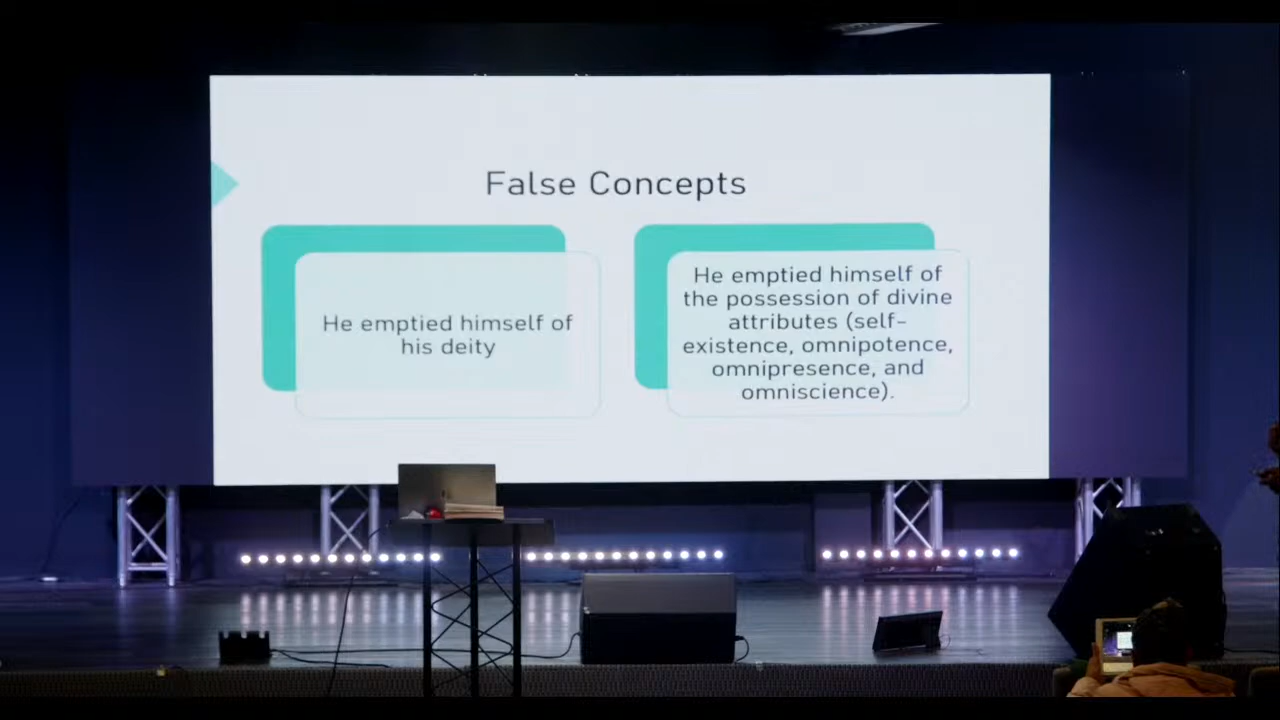 False Concepts
He emptied himself of
his deity
He emptied himself of
the possession of divine
attributes (self-
existence, omnipotence,
omnipresence, and
omniscience).